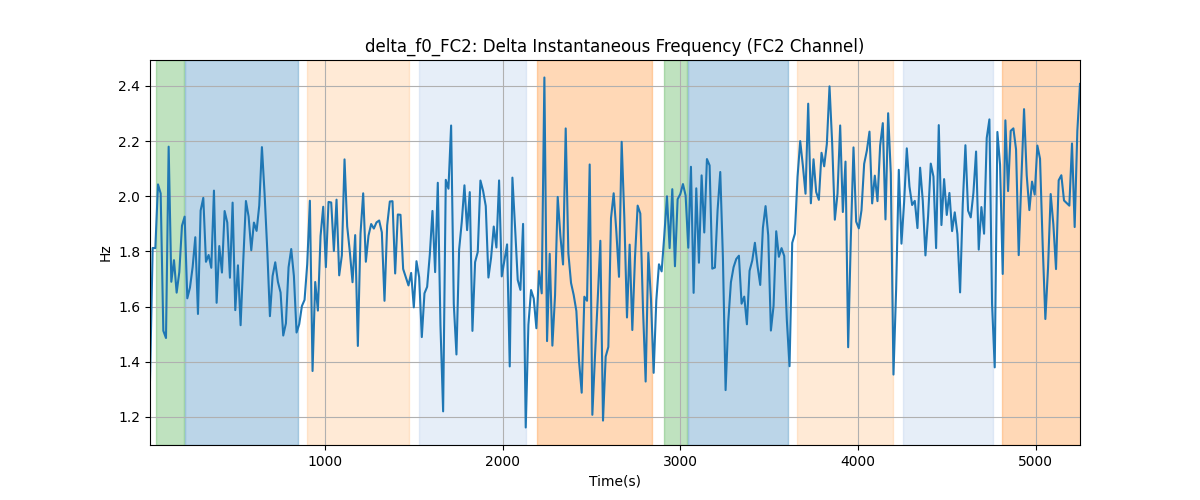 delta_f0_FC2: Delta Instantaneous Frequency (FC2 Channel)
2.4
2.2
2.0
1.8
1.6
1.4
1.2
Hz
1000 2000 3000 4000 5000
Time(s)